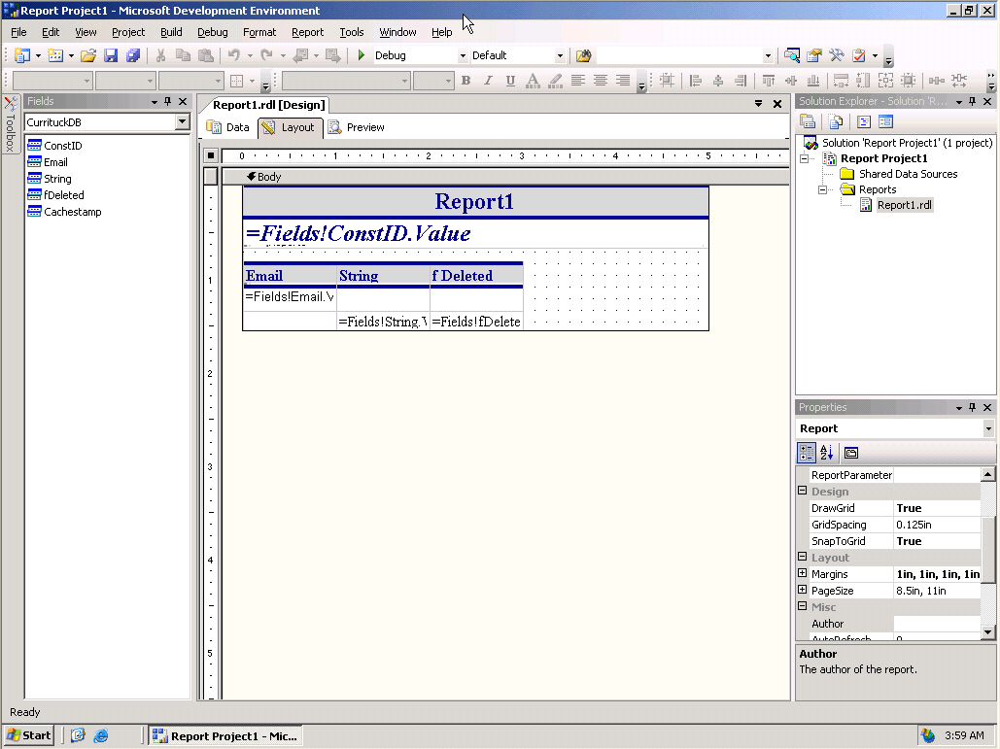 Report Project1 - Microsoft Development Environment
File Edit View Project Build Debug Format Report Tools Window Help
Debug Default
B I U A
Fields
Toolbox
CurrituckDB
ConstID
Email
String
fDeleted
Cachestamp
Report1.rdl [Design]
Data Layout Preview
0 1 2 3 4 5
Body
Report1
=Fields!ConstID.Value
Email String f Deleted
=Fields!Email.V
=Fields!String.V =Fields!fDelete
1
2
3
4
5
Solution Explorer - Solution 'R...
Solution 'Report Project1' (1 project)
Report Project1
Shared Data Sources
Reports
Report1.rdl
Properties
Report
ReportParameter
Design
DrawGrid True
GridSpacing 0.125in
SnapToGrid True
Layout
Margins 1in, 1in, 1in, 1in
PageSize 8.5in, 11in
Misc
Author
AutoRefresh 0
Author
The author of the report.
Ready
Start Report Project1 - Mic... 3:59 AM